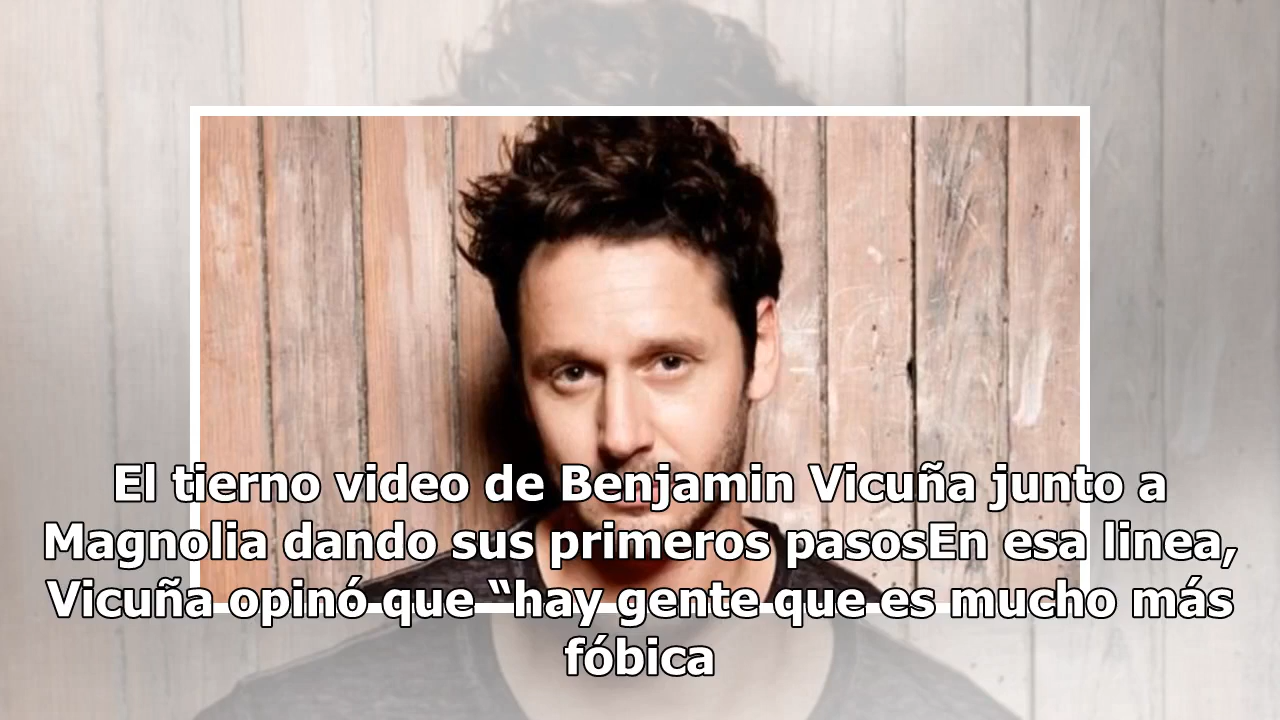 El tierno video de Benjamin Vicuña junto a
Magnolia dando sus primeros pasosEn esa linea,
Vicuña opinó que “hay gente que es mucho más
fóbica